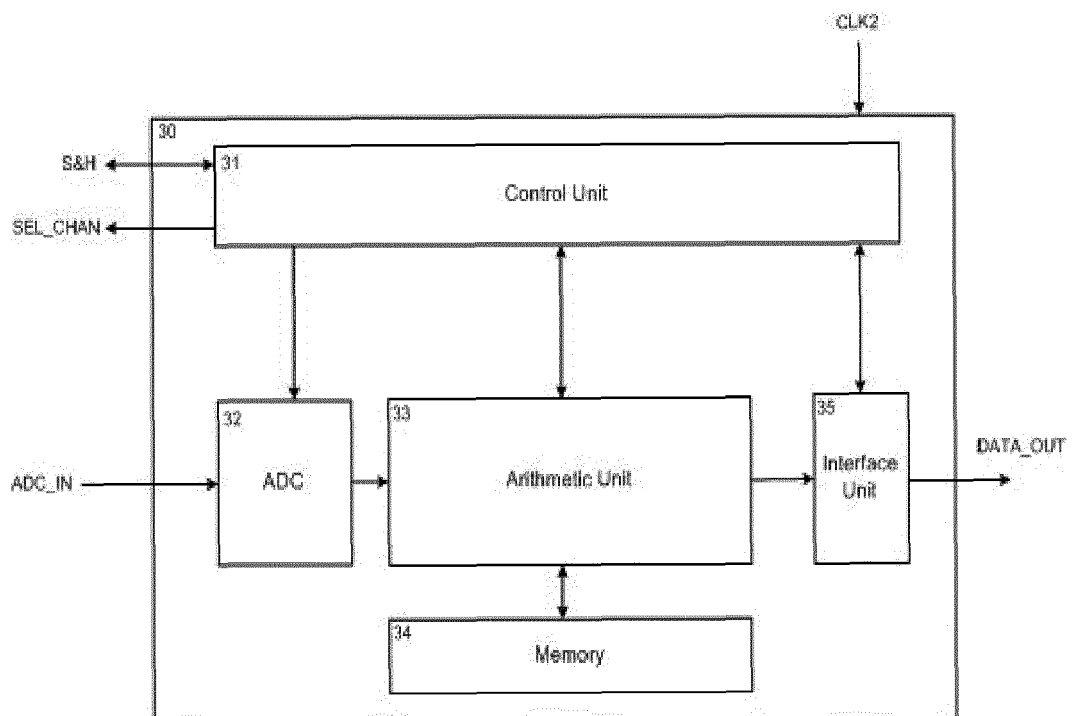 CLK2
30
S&H
31
Control Unit
SEL_CHAN
32
33
35
ADC_IN
ADC
Arithmetic Unit
Interface
Unit
DATA_OUT
34
Memory